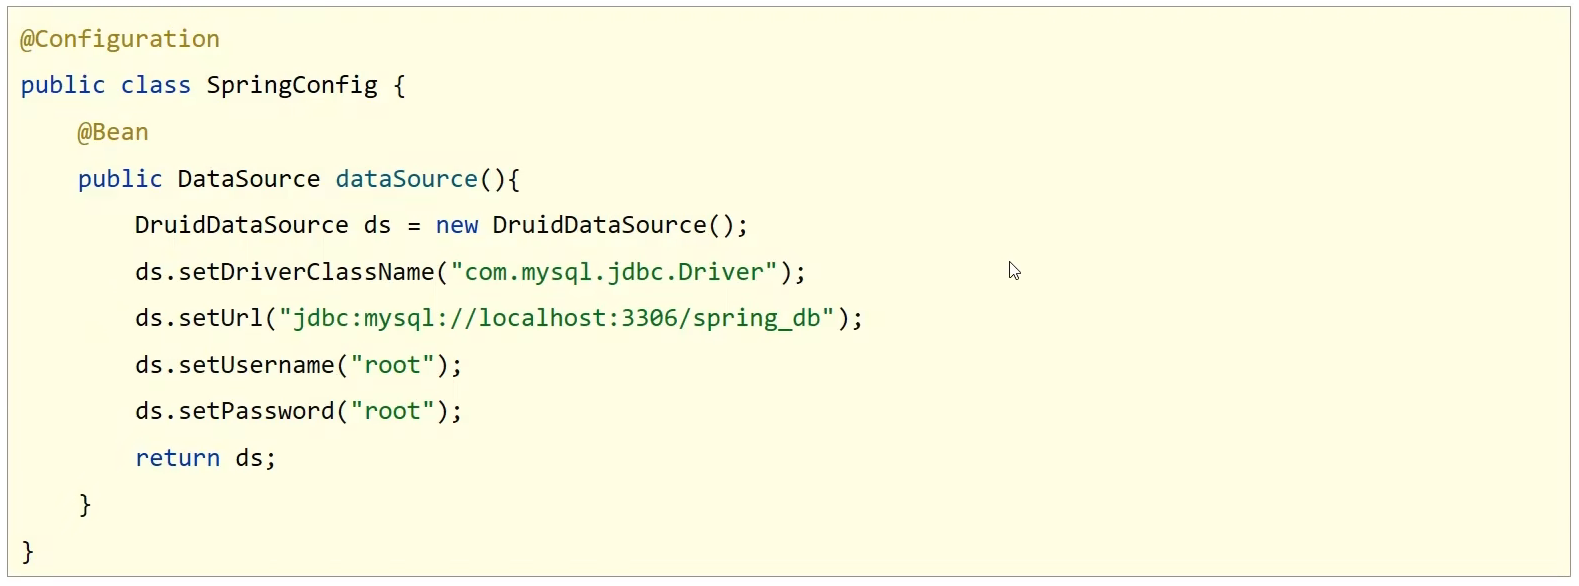 @Configuration
public class SpringConfig {
    @Bean
    public DataSource dataSource(){
        DruidDataSource ds = new DruidDataSource();
        ds.setDriverClassName("com.mysql.jdbc.Driver");
        ds.setUrl("jdbc:mysql://localhost:3306/spring_db");
        ds.setUsername("root");
        ds.setPassword("root");
        return ds;
    }
}